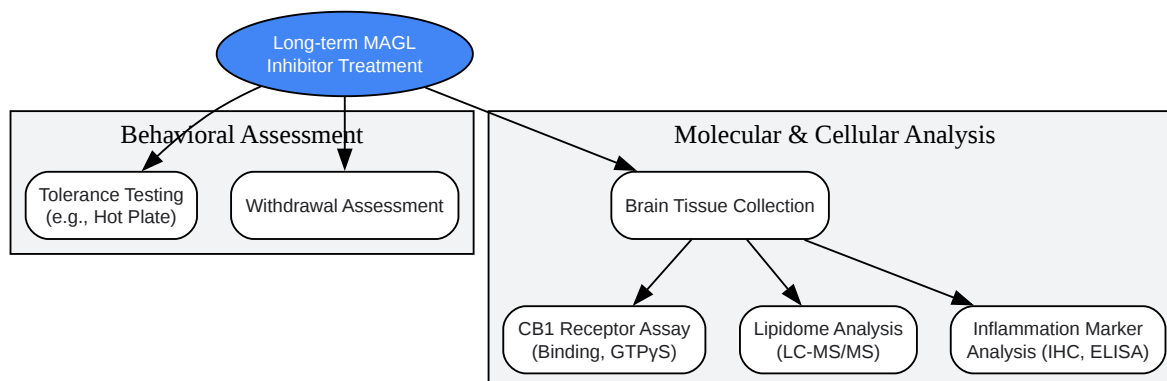 Long-term MAGL
Inhibitor Treatment
Behavioral Assessment
Molecular & Cellular Analysis
Tolerance Testing
(e.g., Hot Plate)
Withdrawal Assessment
Brain Tissue Collection
CB1 Receptor Assay
(Binding, GTPγS)
Lipidome Analysis
(LC-MS/MS)
Inflammation Marker
Analysis (IHC, ELISA)